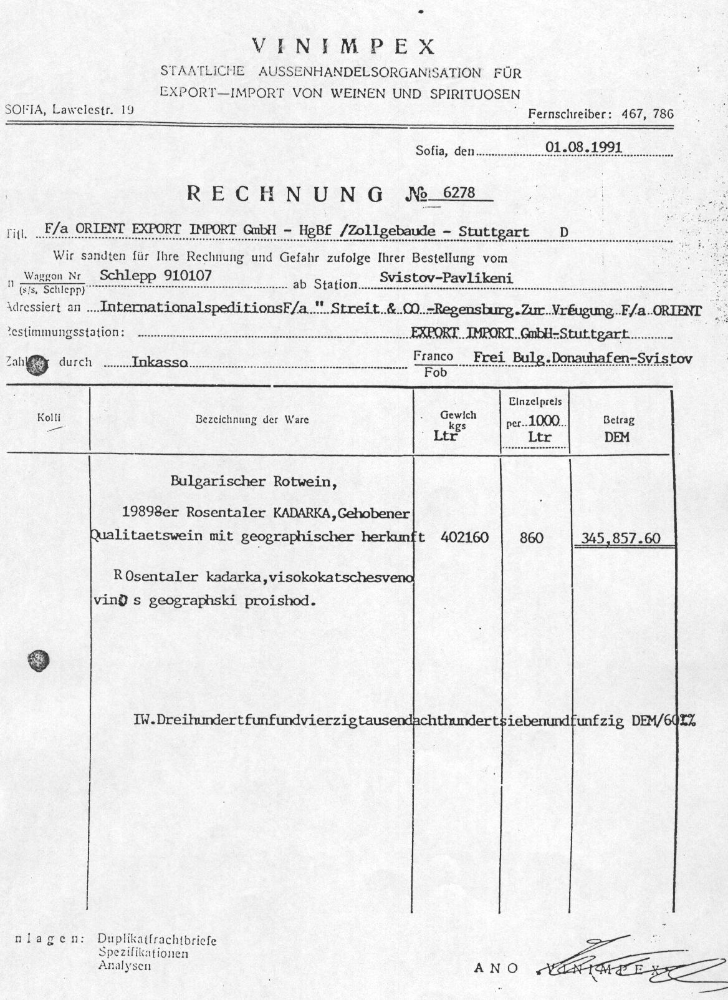 VINIMPEX
STAATLICHE AUSSENHANDELSORGANISATION FÜR
EXPORT—IMPORT VON WEINEN UND SPIRITUOSEN
SOFIA, Lawelestr. 19
Fernschreiber: 467, 786
Sofia, den 01.08.1991
RECHNUNG № 6278
Titl. F/a ORIENT EXPORT IMPORT GmbH - HgBf /Zollgebaude - Stuttgart D
Wir sandten für Ihre Rechnung und Gefahr zufolge Ihrer Bestellung vom
n Waggon Nr (s/s, Schlepp) Schlepp 910107 ab Station Svistov-Pavlikeni
Adressiert an InternationalspeditionsF/a " Streit & CO -Regensburg.Zur Vrfeugung F/a ORIENT
Bestimmungsstation: EXPORT IMPORT GmbH-Stuttgart
durch Inkasso Franco Frei Bulg.Donauhafen-Svistov
Fob
Kolli Bezeichnung der Ware Gewich kgs Ltr Einzelpreis per 1000 Ltr Betrag DEM
Bulgarischer Rotwein,
19898er Rosentaler KADARKA,Gehobener
Qualitaetswein mit geographischer herkunft 402160 860 345,857.60
ROsentaler kadarka,visokokatschesveno
vinO s geographski proishod.
IW.Dreihundertfunfundvierzigtausendachthundertsiebenundfunfzig DEM/60
nlagen: Duplikatfrachtbriefe
Spezifikationen
Analysen
ANO VINIMPEX